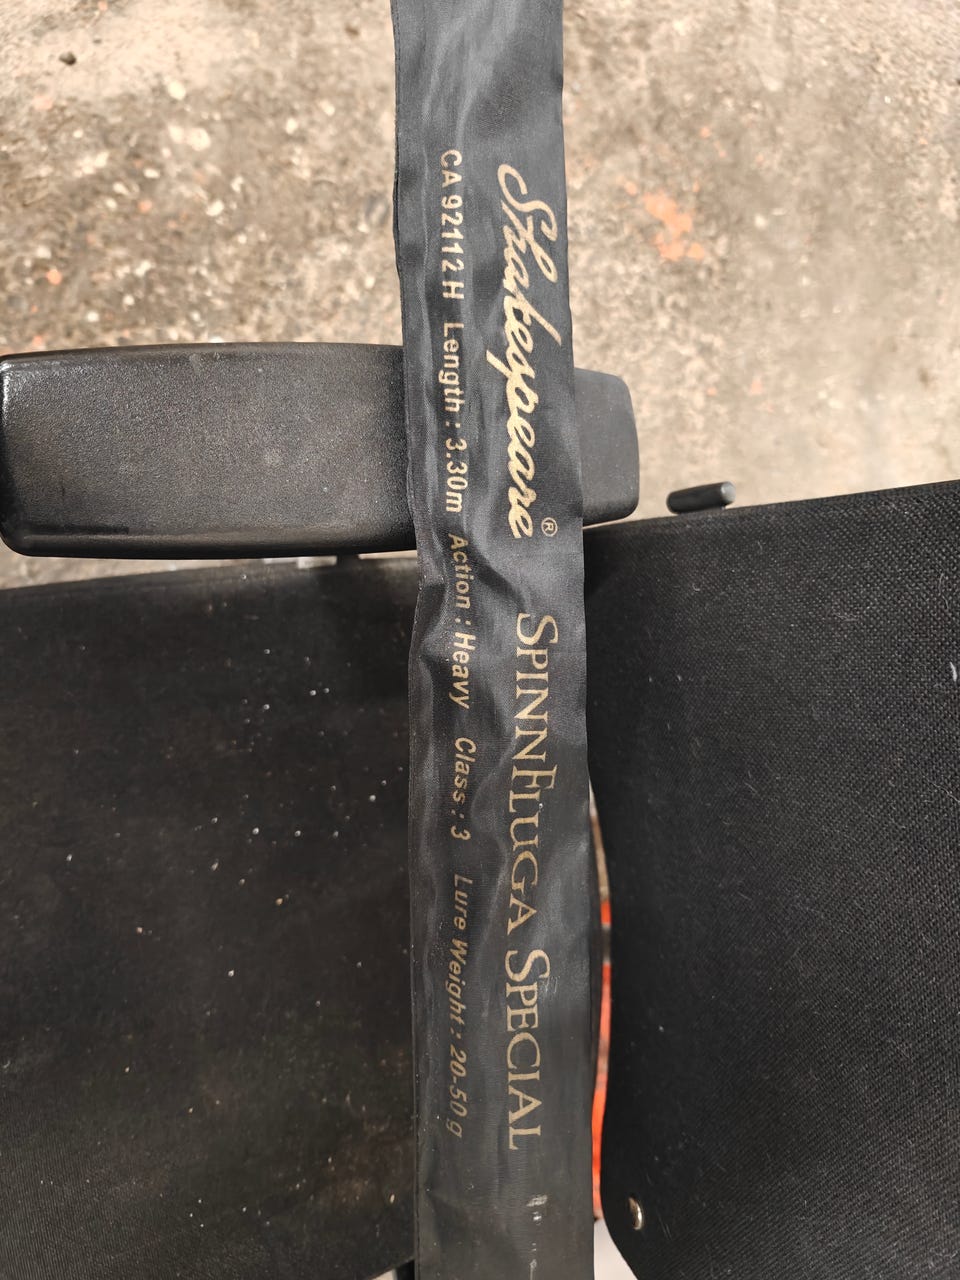 Shakespeare® SPINNFLUGA SPECIAL
CA 92112 H Length : 3.30m Action : Heavy Class : 3 Lure Weight : 20-50 g